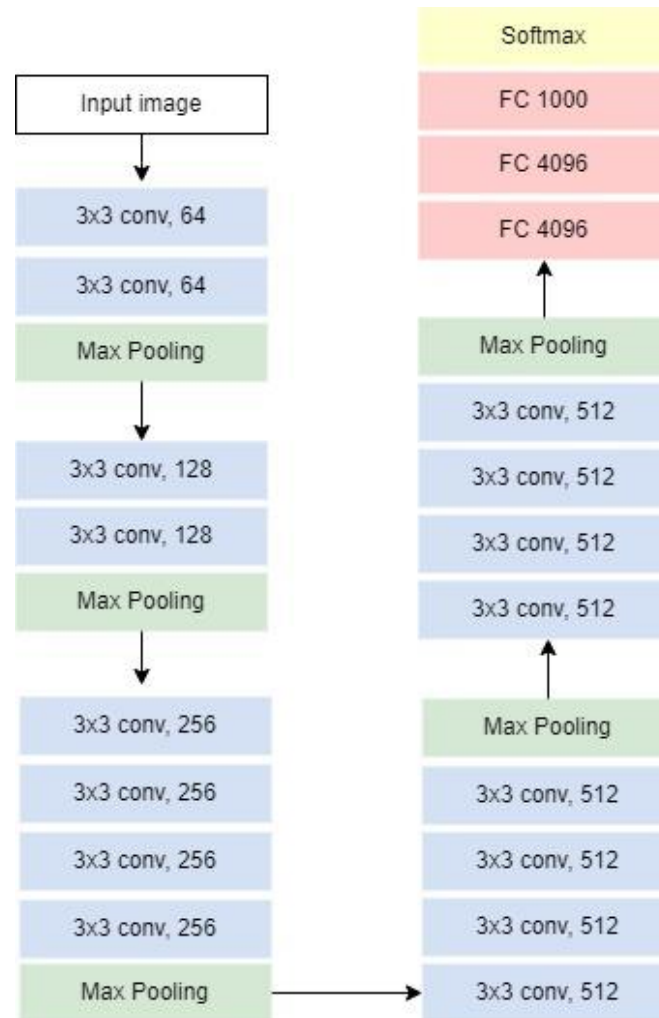 Input image
3x3 conv, 64
3x3 conv, 64
Max Pooling
3x3 conv, 128
3x3 conv, 128
Max Pooling
3x3 conv, 256
3x3 conv, 256
3x3 conv, 256
3x3 conv, 256
Max Pooling
3x3 conv, 512
3x3 conv, 512
3x3 conv, 512
3x3 conv, 512
Max Pooling
3x3 conv, 512
3x3 conv, 512
3x3 conv, 512
3x3 conv, 512
Max Pooling
FC 4096
FC 4096
FC 1000
Softmax